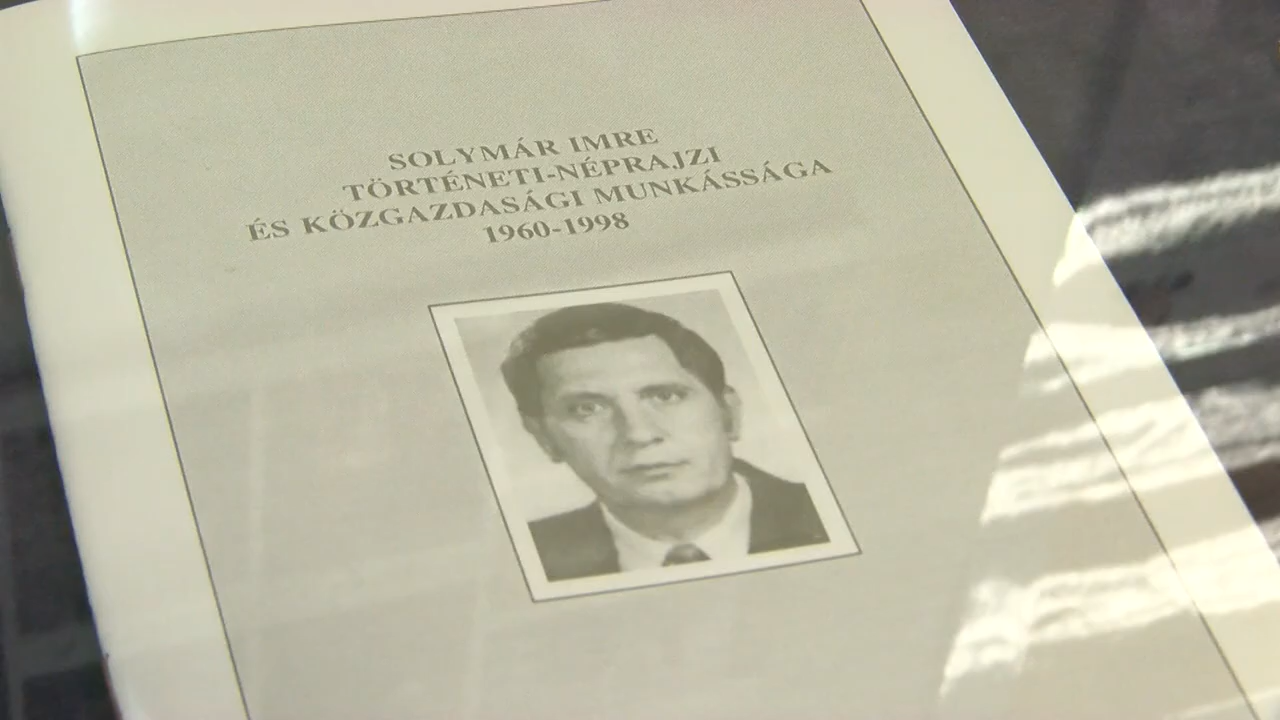 SOLYMÁR IMRE
TÖRTÉNETI-NÉPRAJZI
ÉS KÖZGAZDASÁGI MUNKÁSSÁGA
1960-1998